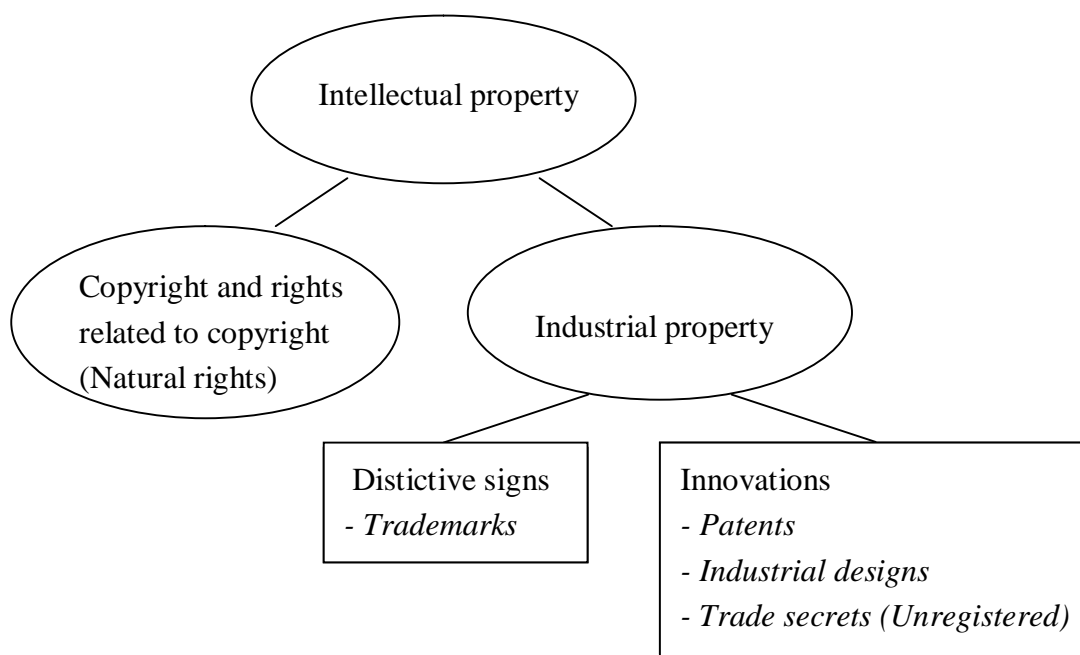 Intellectual property
Copyright and rights
related to copyright
(Natural rights)
Industrial property
Distictive signs
- Trademarks
Innovations
- Patents
- Industrial designs
- Trade secrets (Unregistered)